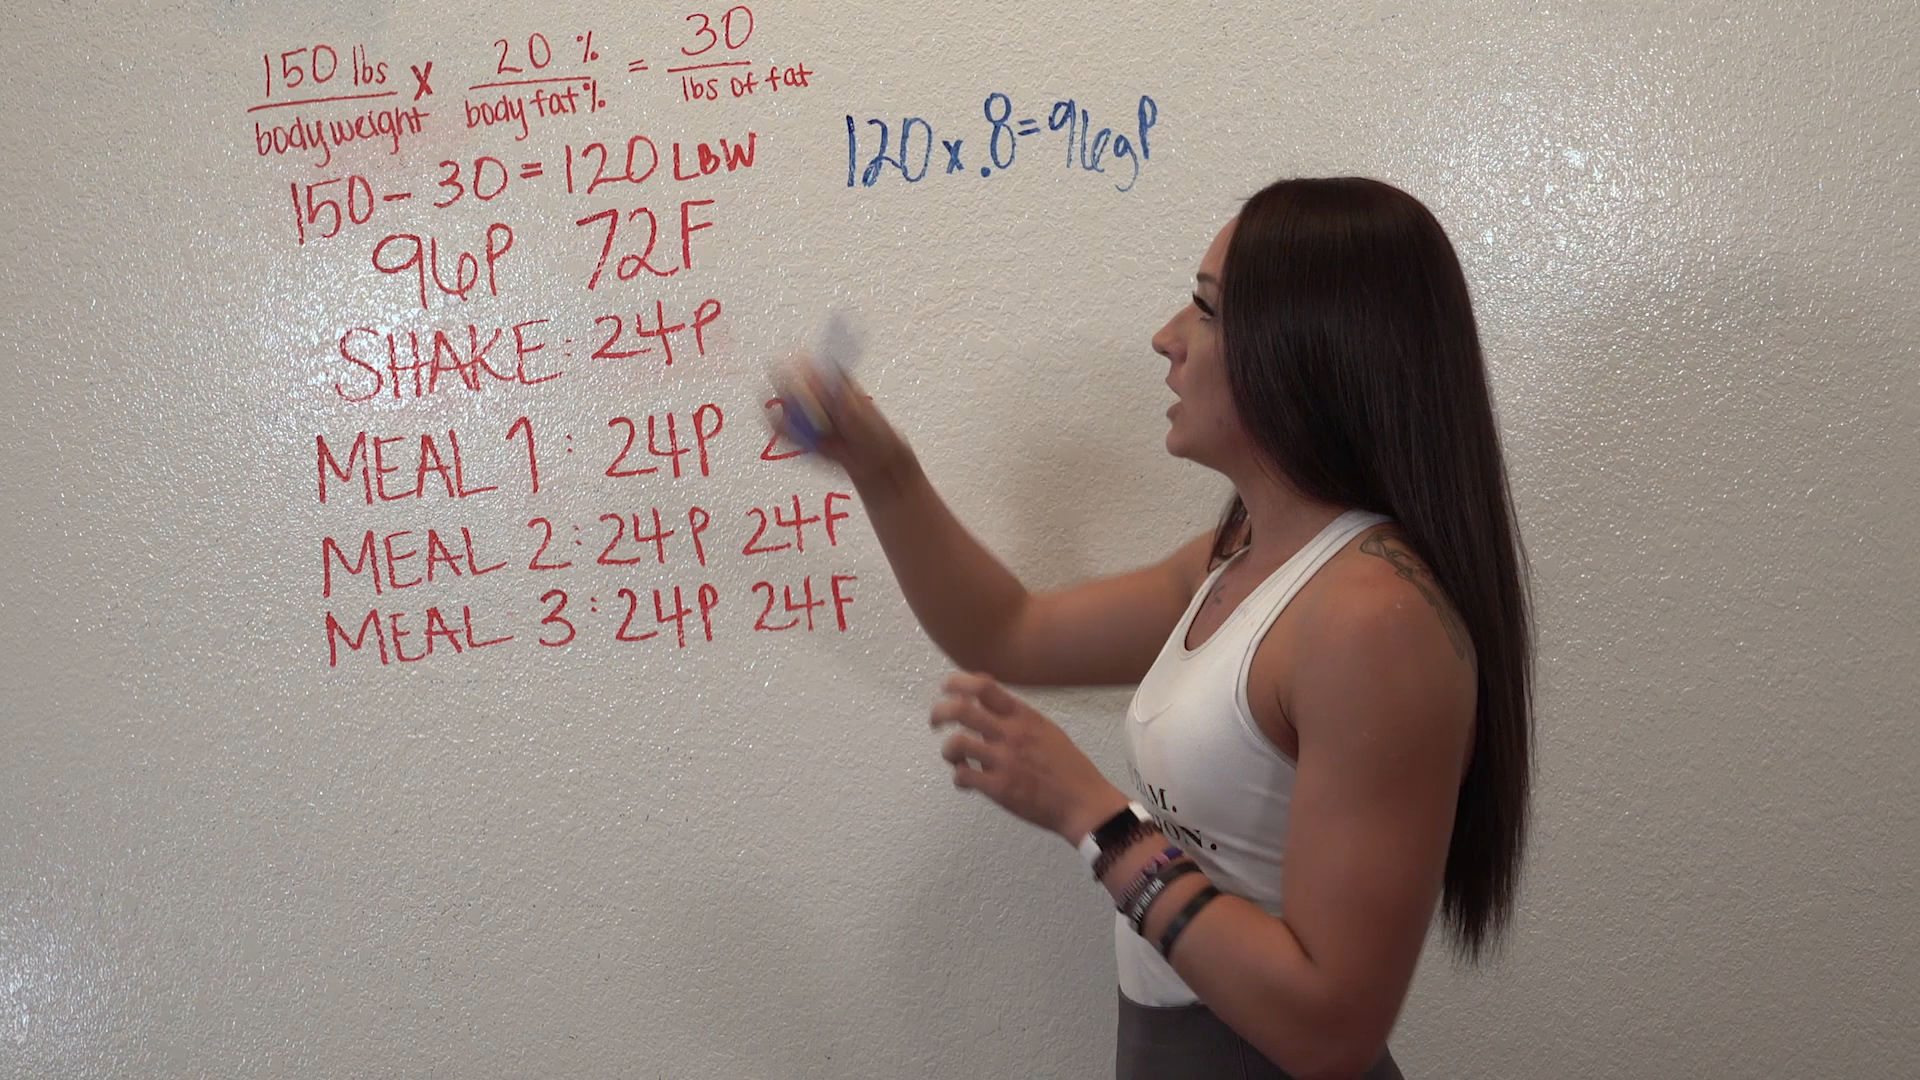 150 lbs x 20 % = 30
bodyweight body fat% lbs of fat
150 - 30 = 120 LBW
96P 72F
SHAKE: 24P
MEAL 1: 24P
MEAL 2: 24P 24F
MEAL 3: 24P 24F
120 x .8 = 96gP